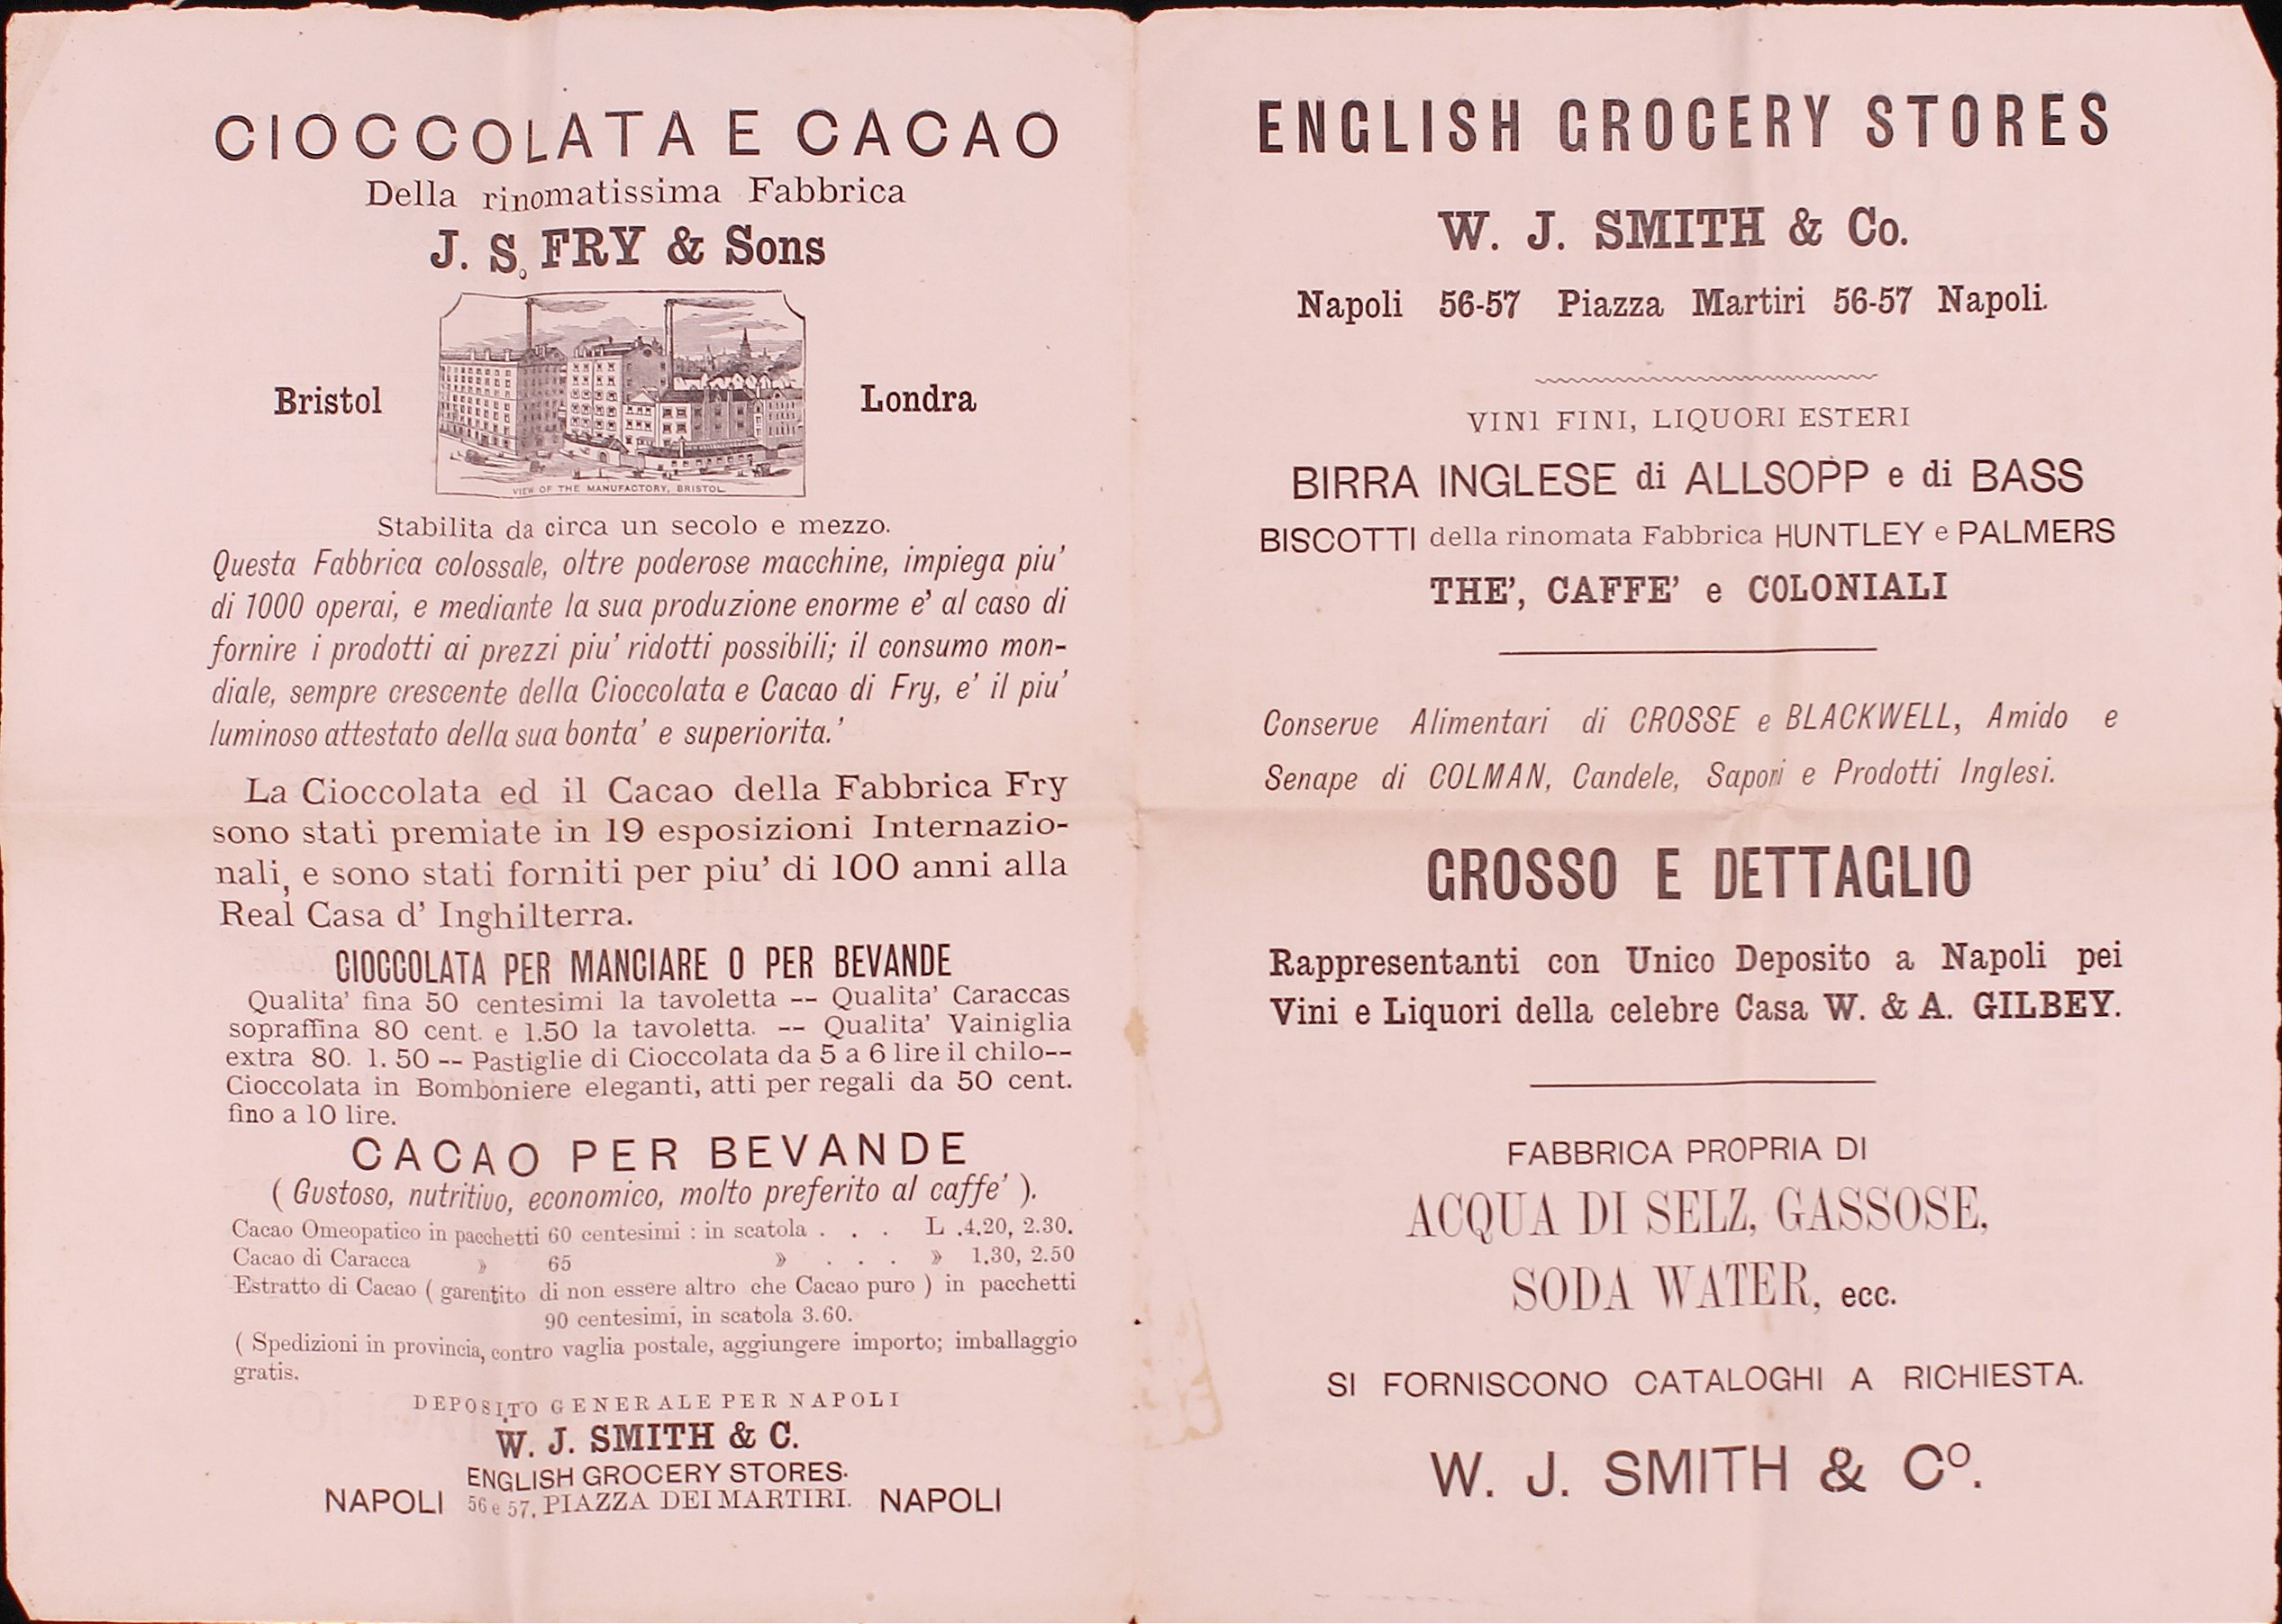 CIOCCOLATA E CACAO
Della rinomatissima Fabbrica
J. S. FRY & Sons
Bristol
Londra
VIEW OF THE MANUFACTORY, BRISTOL.
Stabilita da circa un secolo e mezzo.
Questa Fabbrica colossale, oltre poderose macchine, impiega piu'
di 1000 operai, e mediante la sua produzione enorme e' al caso di
fornire i prodotti ai prezzi piu' ridotti possibili; il consumo mon-
diale, sempre crescente della Cioccolata e Cacao di Fry, e' il piu'
luminoso attestato della sua bonta' e superiorita.'
La Cioccolata ed il Cacao della Fabbrica Fry
sono stati premiate in 19 esposizioni Internazio-
nali, e sono stati forniti per piu' di 100 anni alla
Real Casa d' Inghilterra.
CIOCCOLATA PER MANGIARE O PER BEVANDE
Qualita' fina 50 centesimi la tavoletta -- Qualita' Caraccas
sopraffina 80 cent. e 1.50 la tavoletta. -- Qualita' Vainiglia
extra 80. 1. 50 -- Pastiglie di Cioccolata da 5 a 6 lire il chilo--
Cioccolata in Bomboniere eleganti, atti per regali da 50 cent.
fino a 10 lire.
CACAO PER BEVANDE
( Gustoso, nutritivo, economico, molto preferito al caffe' ).
Cacao Omeopatico in pacchetti 60 centesimi : in scatola . . . L .4.20, 2.30.
Cacao di Caracca » 65 » . . . » 1.30, 2.50
Estratto di Cacao ( garentito di non essere altro che Cacao puro ) in pacchetti
90 centesimi, in scatola 3.60.
( Spedizioni in provincia, contro vaglia postale, aggiungere importo; imballaggio
gratis.
DEPOSITO GENERALE PER NAPOLI
W. J. SMITH & C.
ENGLISH GROCERY STORES.
NAPOLI 56 e 57, PIAZZA DEI MARTIRI. NAPOLI
ENGLISH GROCERY STORES
W. J. SMITH & Co.
Napoli 56-57 Piazza Martiri 56-57 Napoli.
VINI FINI, LIQUORI ESTERI
BIRRA INGLESE di ALLSOPP e di BASS
BISCOTTI della rinomata Fabbrica HUNTLEY e PALMERS
THE', CAFFE' e COLONIALI
Conserve Alimentari di CROSSE e BLACKWELL, Amido e
Senape di COLMAN, Candele, Saponi e Prodotti Inglesi.
GROSSO E DETTAGLIO
Rappresentanti con Unico Deposito a Napoli pei
Vini e Liquori della celebre Casa W. & A. GILBEY.
FABBRICA PROPRIA DI
ACQUA DI SELZ, GASSOSE,
SODA WATER, ecc.
SI FORNISCONO CATALOGHI A RICHIESTA.
W. J. SMITH & Cº.